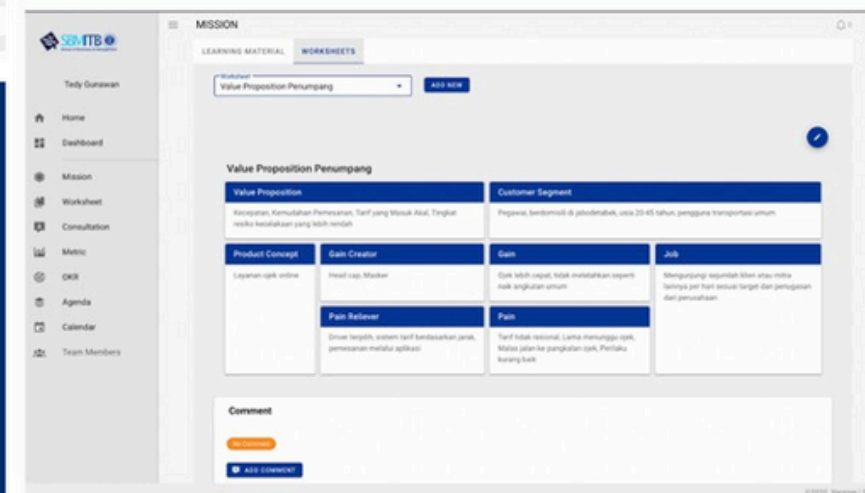 MISSION
SBMITB
LEARNING MATERIAL WORKSHEETS
Worksheet
Value Proposition Penumpang
ADD NEW
Tedy Gunawan
Home
Dashboard
Mission
Worksheet
Consultation
Metric
OKR
Agenda
Calendar
Team Members
Value Proposition Penumpang
Value Proposition
Kecepatan, Kemudahan Pemesanan, Tarif yang Masuk Akal, Tingkat
resiko kecelakaan yang lebih rendah
Customer Segment
Pegawai, berdomisili di jabodetabek, usia 20-45 tahun, pengguna transportasi umum
Product Concept
Layanan ojek online
Gain Creator
Head cap, Masker
Gain
Ojek lebih cepat, tidak melelahkan seperti
naik angkutan umum
Job
Mengunjungi sejumlah klien atau mitra
lainnya per hari sesuai target dan penugasan
dari perusahaan
Pain Reliever
Driver terpilih, sistem tarif berdasarkan jarak,
pemesanan melalui aplikasi
Pain
Tarif tidak rasional, Lama menunggu ojek,
Malas jalan ke pangkalan ojek, Perilaku
kurang baik
Comment
No Comment
ADD COMMENT